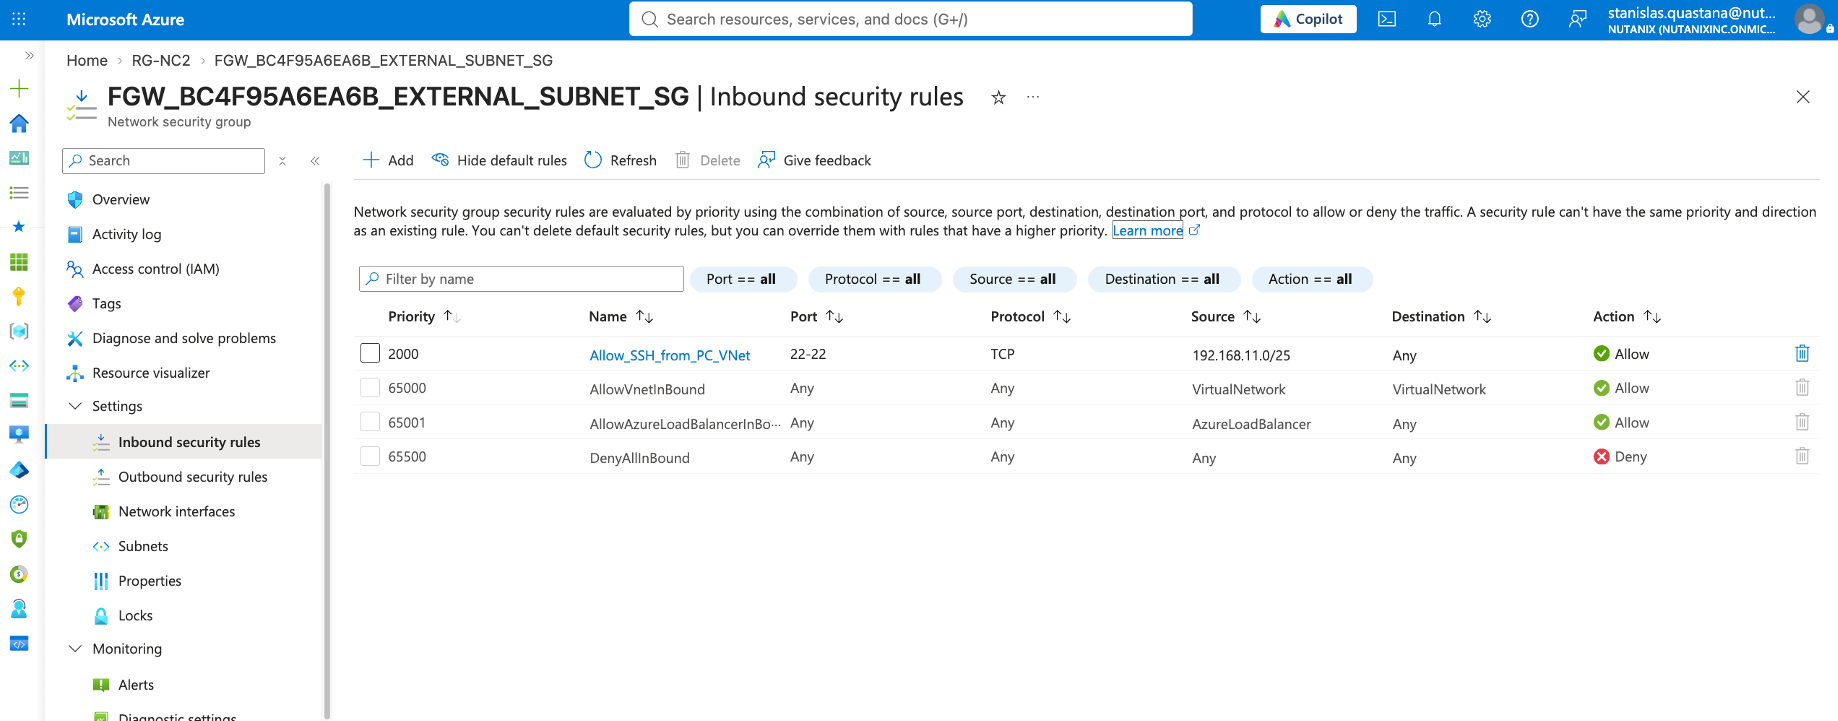 Microsoft Azure
Search resources, services, and docs (G+/)
Copilot
stanislas.quastana@nut...
NUTANIX (NUTANIXINC.ONMIC...
Home > RG-NC2 > FGW_BC4F95A6EA6B_EXTERNAL_SUBNET_SG
FGW_BC4F95A6EA6B_EXTERNAL_SUBNET_SG | Inbound security rules
Network security group
Search
Add Hide default rules Refresh Delete Give feedback
Overview
Activity log
Access control (IAM)
Tags
Diagnose and solve problems
Resource visualizer
Settings
Inbound security rules
Outbound security rules
Network interfaces
Subnets
Properties
Locks
Monitoring
Alerts
Diagnostic settings
Network security group security rules are evaluated by priority using the combination of source, source port, destination, destination port, and protocol to allow or deny the traffic. A security rule can't have the same priority and direction
as an existing rule. You can't delete default security rules, but you can override them with rules that have a higher priority. Learn more
Filter by name
Port == all Protocol == all Source == all Destination == all Action == all
Priority Name Port Protocol Source Destination Action
2000 Allow_SSH_from_PC_VNet 22-22 TCP 192.168.11.0/25 Any Allow
65000 AllowVnetInBound Any Any VirtualNetwork VirtualNetwork Allow
65001 AllowAzureLoadBalancerInBo... Any Any AzureLoadBalancer Any Allow
65500 DenyAllInBound Any Any Any Any Deny